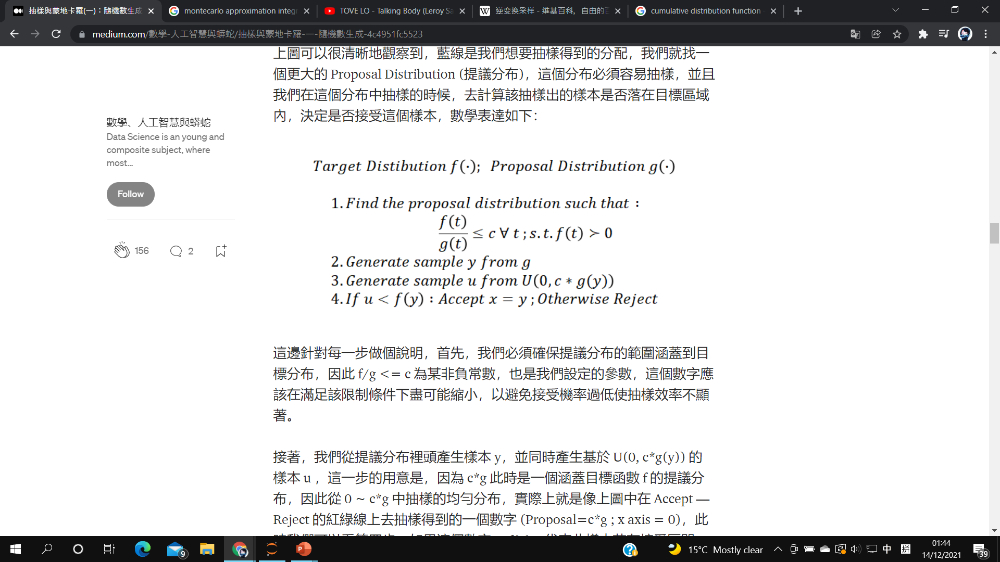 抽樣與蒙地卡羅(一)：隨機數生成
montecarlo approximation integr
TOVE LO - Talking Body (Leroy Sa
逆变换采样 - 维基百科，自由的百
cumulative distribution function -
medium.com/數學-人工智慧與蟒蛇/抽樣與蒙地卡羅-一-隨機數生成-4c4951fc5523
數學、人工智慧與蟒蛇
Data Science is an young and
composite subject, where
most...
Follow
156
2
上圖可以很清晰地觀察到，藍線是我們想要抽樣得到的分配，我們就找一
個更大的 Proposal Distribution (提議分布)，這個分布必須容易抽樣，並且
我們在這個分布中抽樣的時候，去計算該抽樣出的樣本是否落在目標區域
內，決定是否接受這個樣本，數學表達如下：
Target Distibution f(·); Proposal Distribution g(·)
1. Find the proposal distribution such that :
f(t)/g(t) ≤ c ∀ t ; s.t. f(t) ≻ 0
2. Generate sample y from g
3. Generate sample u from U(0, c * g(y))
4. If u < f(y) : Accept x = y ; Otherwise Reject
這邊針對每一步做個說明，首先，我們必須確保提議分布的範圍涵蓋到目
標分布，因此 f/g <= c 為某非負常數，也是我們設定的參數，這個數字應
該在滿足該限制條件下盡可能縮小，以避免接受機率過低使抽樣效率不顯
著。
接著，我們從提議分布裡頭產生樣本 y，並同時產生基於 U(0, c*g(y)) 的
樣本 u ，這一步的用意是，因為 c*g 此時是一個涵蓋目標函數 f 的提議分
布，因此從 0 ~ c*g 中抽樣的均勻分布，實際上就是像上圖中在 Accept —
Reject 的紅綠線上去抽樣得到的一個數字 (Proposal=c*g ; x axis = 0)，此
9
15°C Mostly clear
中
拼
01:44
14/12/2021
39